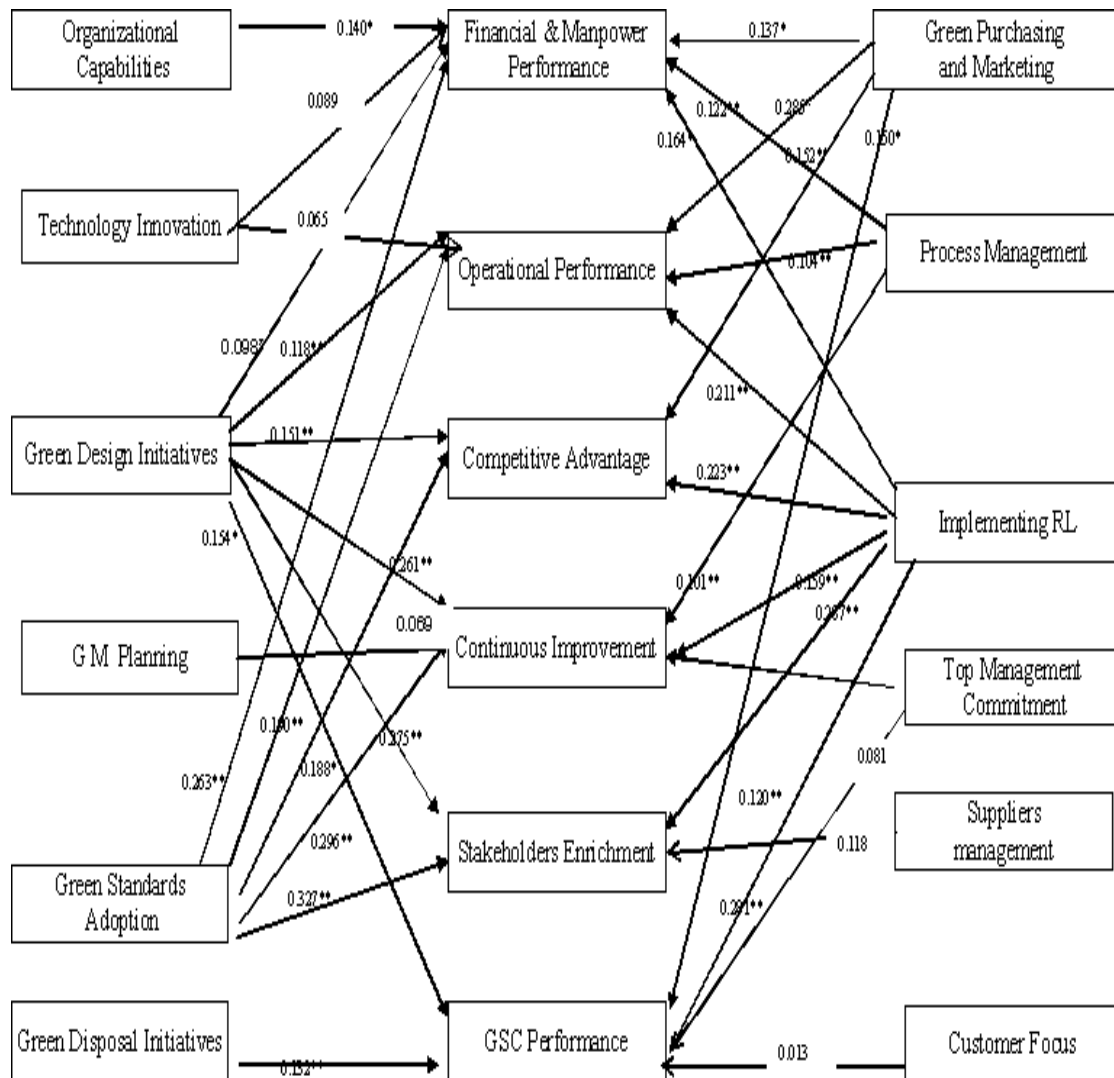 Organizational
Capabilities
0.140*
Financial & Manpower
Performance
0.137*
Green Purchasing
and Marketing
0.089
0.122**
0.164*
0.152**
0.150*
Technology Innovation
0.065
Operational Performance
0.104**
Process Management
0.118**
0.151**
0.211**
Green Design Initiatives
Competitive Advantage
0.223**
Implementing RL
0.154*
0.261**
0.101**
0.159**
G M Planning
0.069
Continuous Improvement
Top Management
Commitment
0.275**
0.081
0.263**
0.188*
0.120**
0.296**
Stakeholders Enrichment
0.118
Suppliers
management
Green Standards
Adoption
0.327**
0.291**
Green Disposal Initiatives
GSC Performance
0.013
Customer Focus